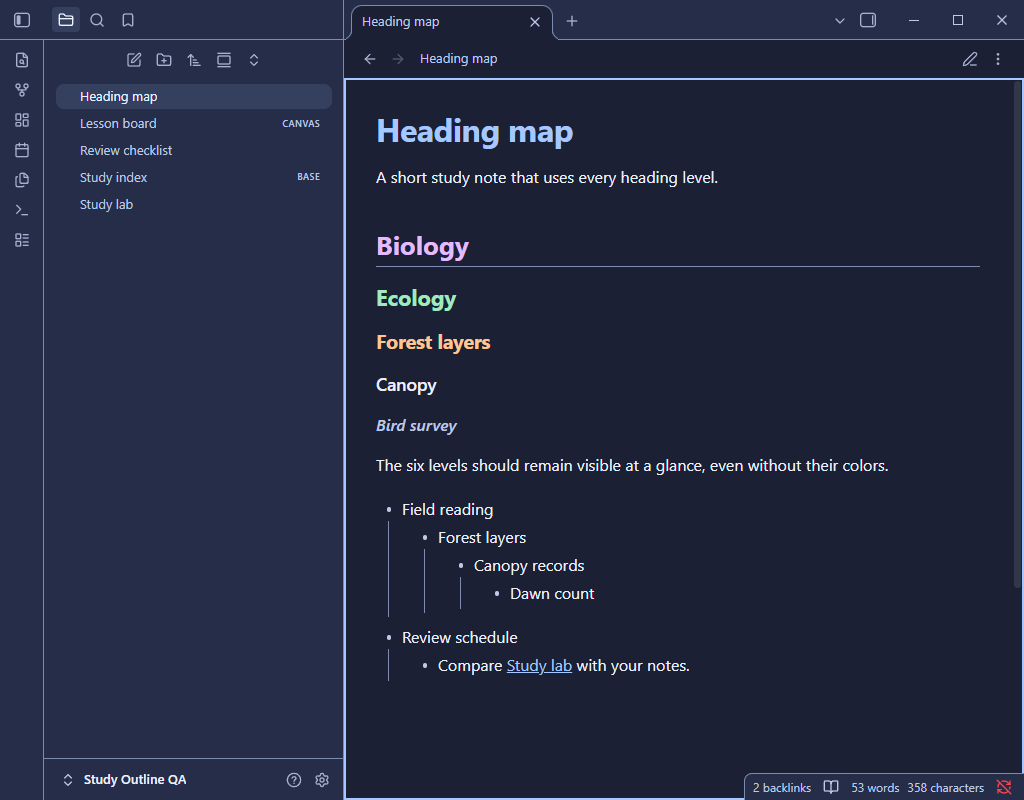 Heading map
Heading map
Heading map
Lesson board CANVAS
Review checklist
Study index BASE
Study lab
Study Outline QA
Heading map
A short study note that uses every heading level.
Biology
Ecology
Forest layers
Canopy
Bird survey
The six levels should remain visible at a glance, even without their colors.
Field reading
Forest layers
Canopy records
Dawn count
Review schedule
Compare Study lab with your notes.
2 backlinks 53 words 358 characters